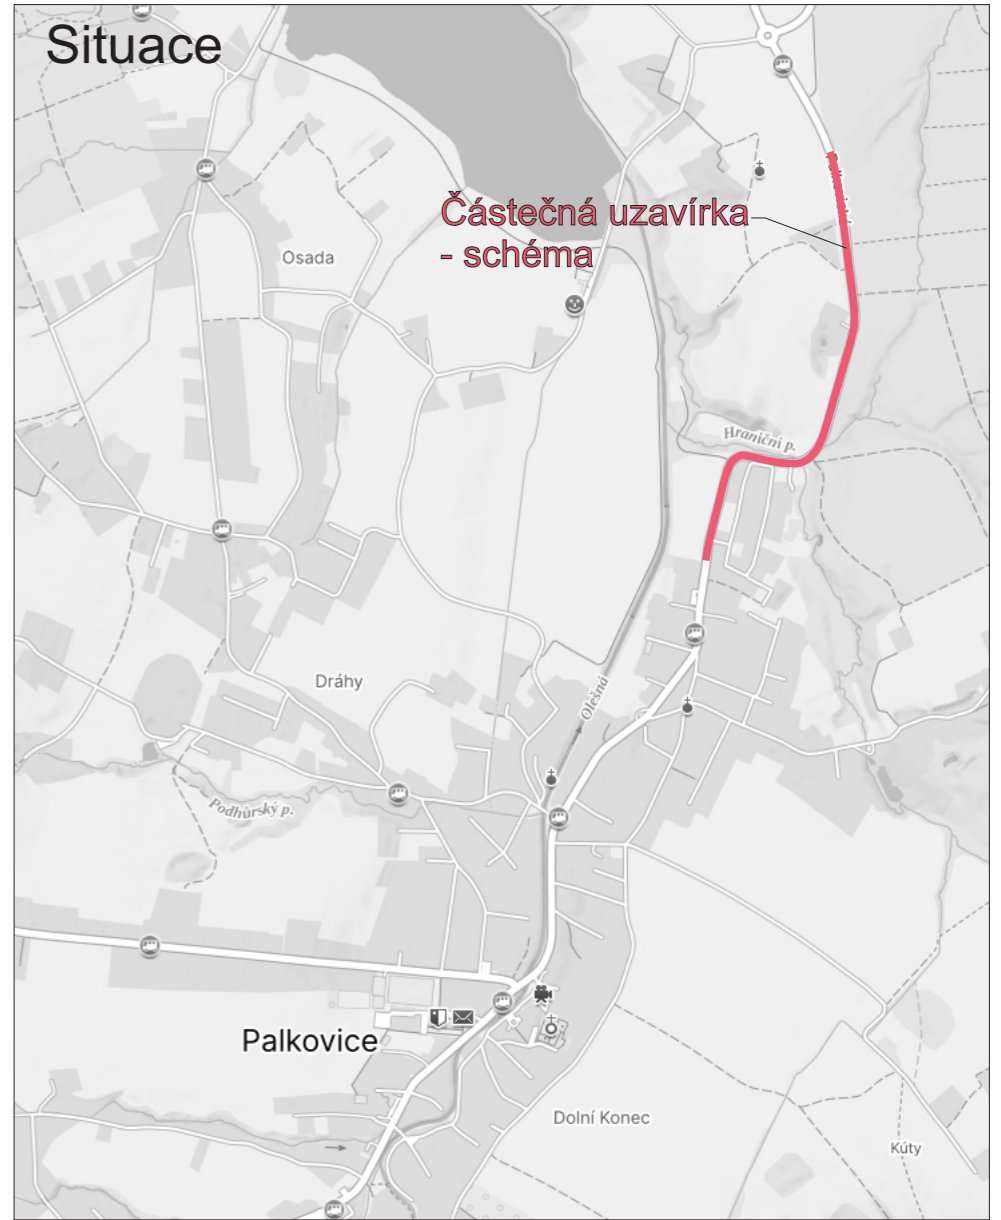 Situace
Částečná uzavírka
- schéma
Osada
Hraniční p.
Dráhy
Olešná
Podhůrský p.
Palkovice
Dolní Konec
Kúty